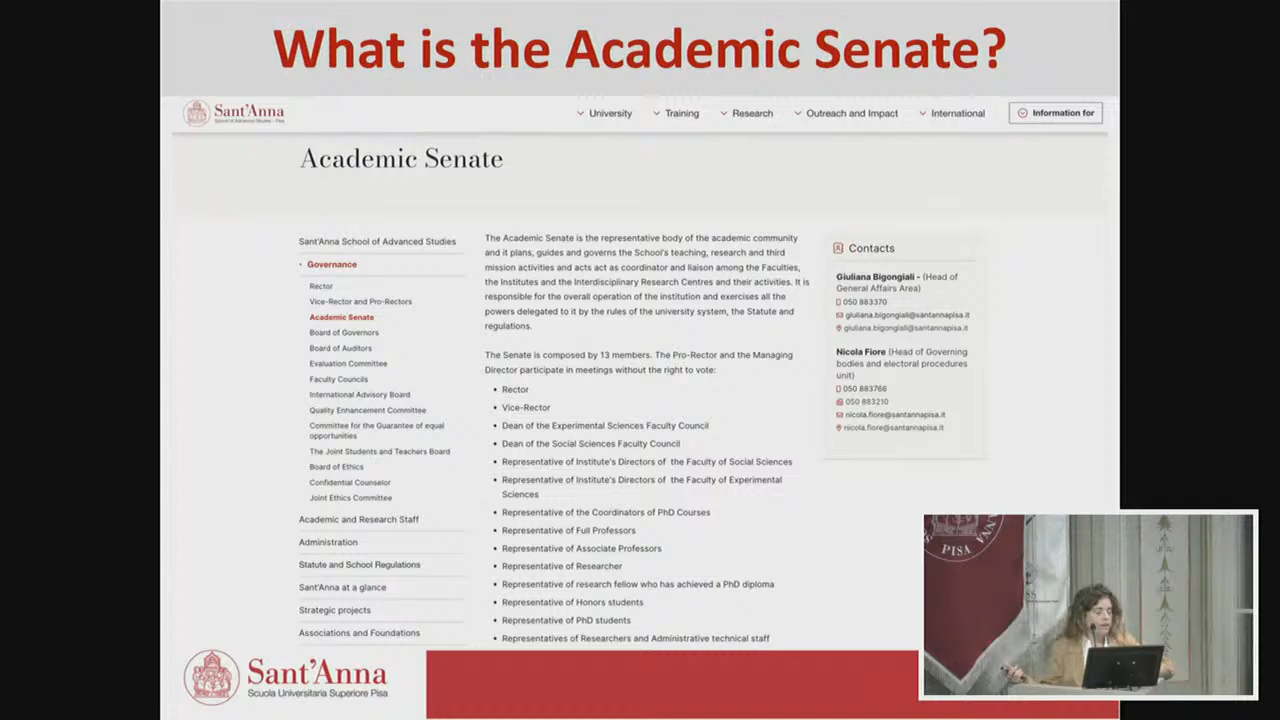 What is the Academic Senate?
Sant'Anna
School of Advanced Studies – Pisa
University
Training
Research
Outreach and Impact
International
Information for
Academic Senate
Sant'Anna School of Advanced Studies
Governance
Rector
Vice-Rector and Pro-Rectors
Academic Senate
Board of Governors
Board of Auditors
Evaluation Committee
Faculty Councils
International Advisory Board
Quality Enhancement Committee
Committee for the Guarantee of equal
opportunities
The Joint Students and Teachers Board
Board of Ethics
Confidential Counselor
Joint Ethics Committee
Academic and Research Staff
Administration
Statute and School Regulations
Sant'Anna at a glance
Strategic projects
Associations and Foundations
The Academic Senate is the representative body of the academic community
and it plans, guides and governs the School's teaching, research and third
mission activities and acts act as coordinator and liaison among the Faculties,
the Institutes and the Interdisciplinary Research Centres and their activities. It is
responsible for the overall operation of the institution and exercises all the
powers delegated to it by the rules of the university system, the Statute and
regulations.
The Senate is composed by 13 members. The Pro-Rector and the Managing
Director participate in meetings without the right to vote:
• Rector
• Vice-Rector
• Dean of the Experimental Sciences Faculty Council
• Dean of the Social Sciences Faculty Council
• Representative of Institute's Directors of the Faculty of Social Sciences
• Representative of Institute's Directors of the Faculty of Experimental
Sciences
• Representative of the Coordinators of PhD Courses
• Representative of Full Professors
• Representative of Associate Professors
• Representative of Researcher
• Representative of research fellow who has achieved a PhD diploma
• Representative of Honors students
• Representative of PhD students
• Representatives of Researchers and Administrative technical staff
Contacts
Giuliana Bigongiali - (Head of
General Affairs Area)
050 883370
giuliana.bigongiali@santannapisa.it
giuliana.bigongiali@santannapisa.it
Nicola Fiore (Head of Governing
bodies and electoral procedures
unit)
050 883766
050 883210
nicola.fiore@santannapisa.it
nicola.fiore@santannapisa.it
Sant'Anna
Scuola Universitaria Superiore Pisa
PISA